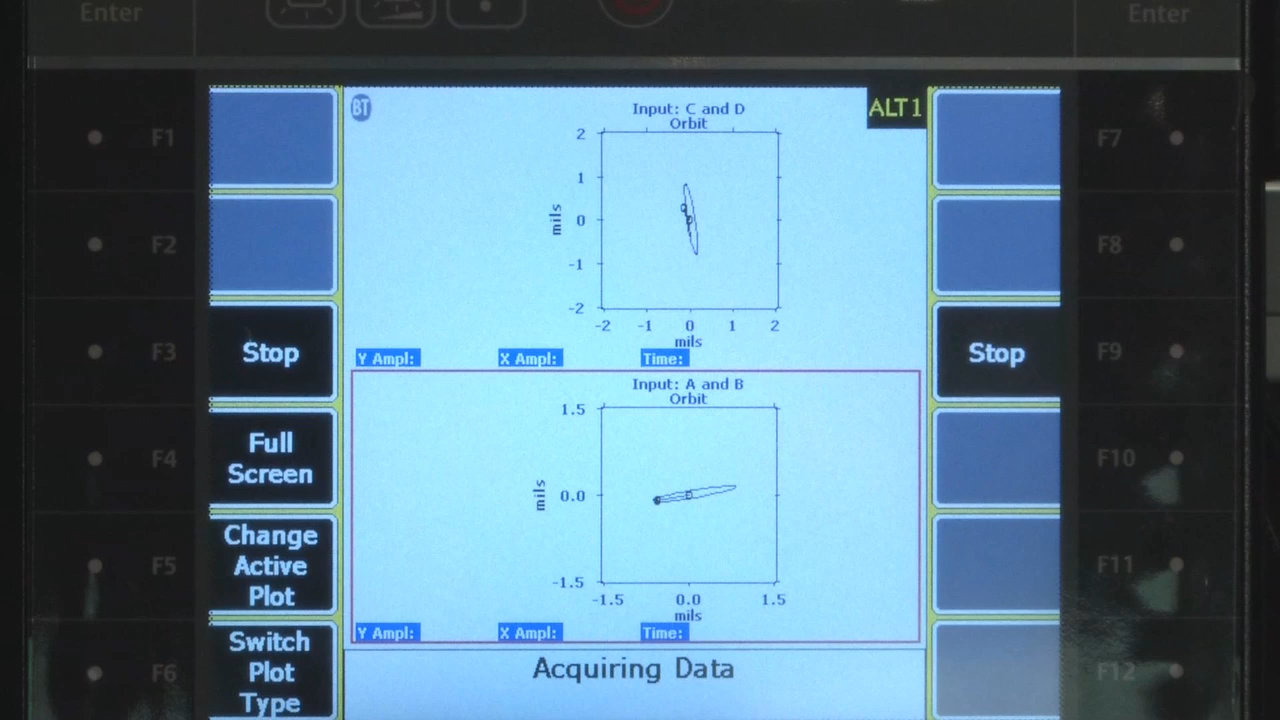 Enter
Enter
F1
F2
F3
F4
F5
F6
Stop
Full
Screen
Change
Active
Plot
Switch
Plot
Type
BT
ALT1
Input: C and D
Orbit
2
1
0
-1
-2
mils
-2 -1 0 1 2
mils
Y Ampl: X Ampl: Time:
Input: A and B
Orbit
1.5
0.0
-1.5
mils
-1.5 0.0 1.5
mils
Y Ampl: X Ampl: Time:
Acquiring Data
Stop
F7
F8
F9
F10
F11
F12